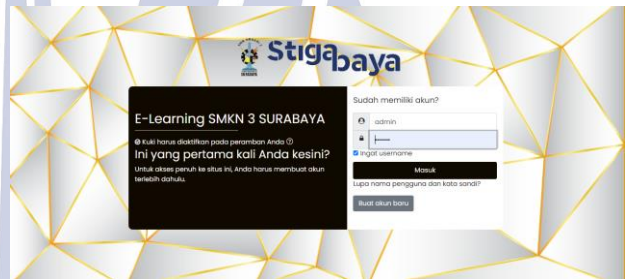 Stigabaya
E-Learning SMKN 3 SURABAYA
Kuki harus diaktifkan pada peramban Anda
Ini yang pertama kali Anda kesini?
Untuk akses penuh ke situs ini, Anda harus membuat akun
terlebih dahulu.
Sudah memiliki akun?
admin
Ingat username
Masuk
Lupa nama pengguna dan kata sandi?
Buat akun baru